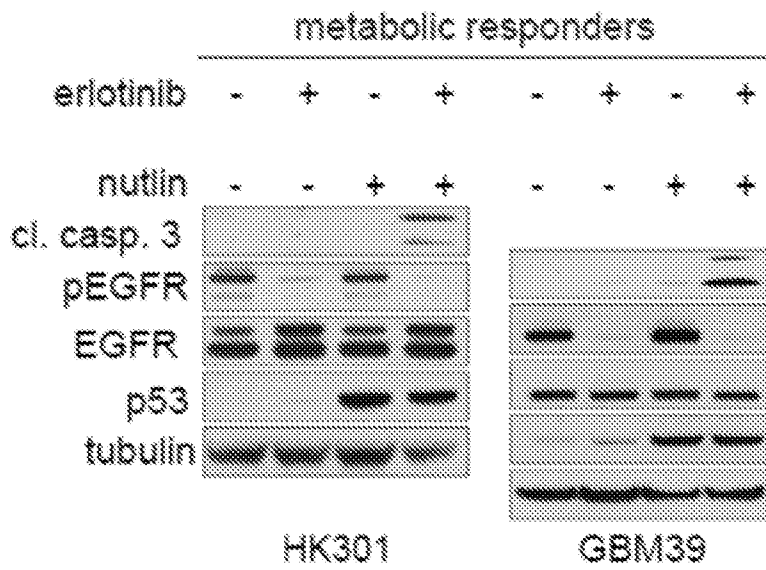 metabolic responders
erlotinib - + - + - + - +
nutlin - - + + - - + +
cl. casp. 3
pEGFR
EGFR
p53
tubulin
HK301 GBM39